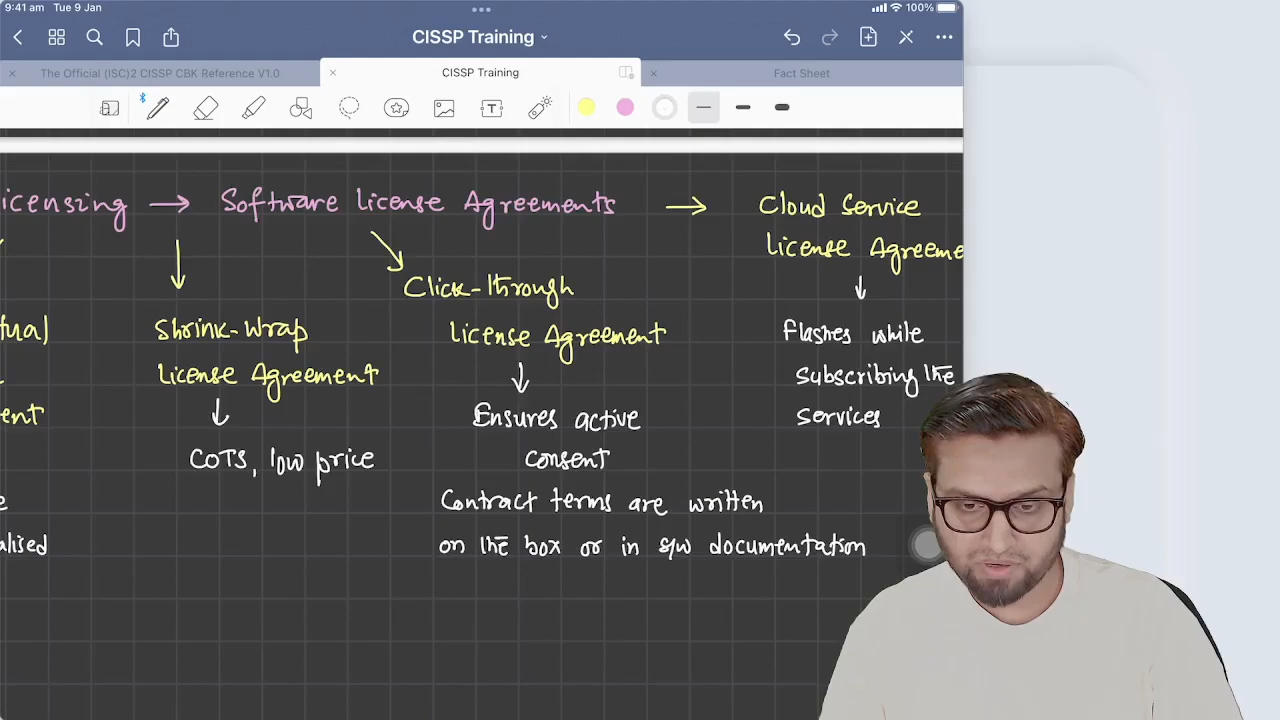 9:41 am Tue 9 Jan
100%
CISSP Training
The Official (ISC)2 CISSP CBK Reference V1.0
CISSP Training
Fact Sheet
icensing → Software License Agreements → Cloud Service
License Agreeme
Click-through
License Agreement
tual
Shrink-Wrap
License Agreement
ent
COTS, low price
Ensures active
consent
Contract terms are written
on the box or in s/w documentation
alised
flashes while
subscribing the
services